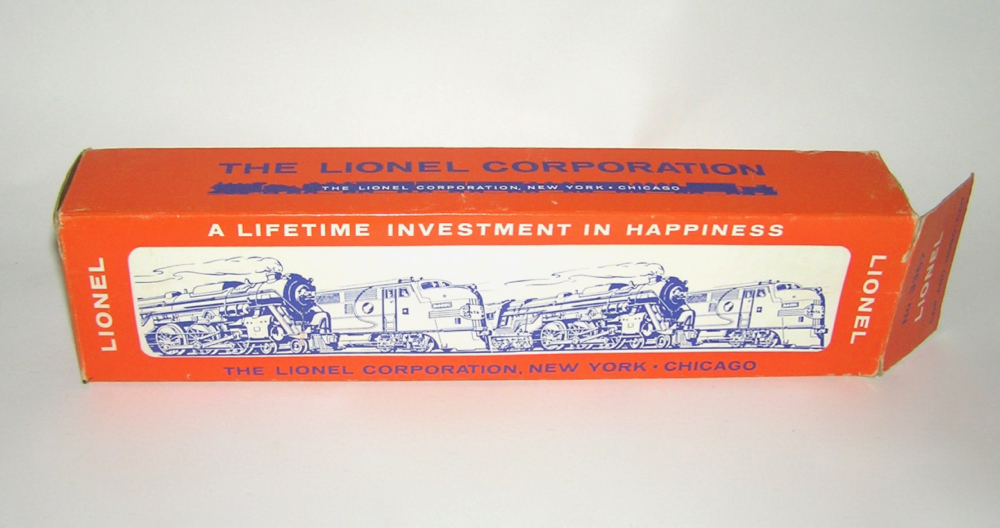 THE LIONEL CORPORATION
THE LIONEL CORPORATION, NEW YORK • CHICAGO
A LIFETIME INVESTMENT IN HAPPINESS
LIONEL
LIONEL
THE LIONEL CORPORATION, NEW YORK • CHICAGO
LIONEL